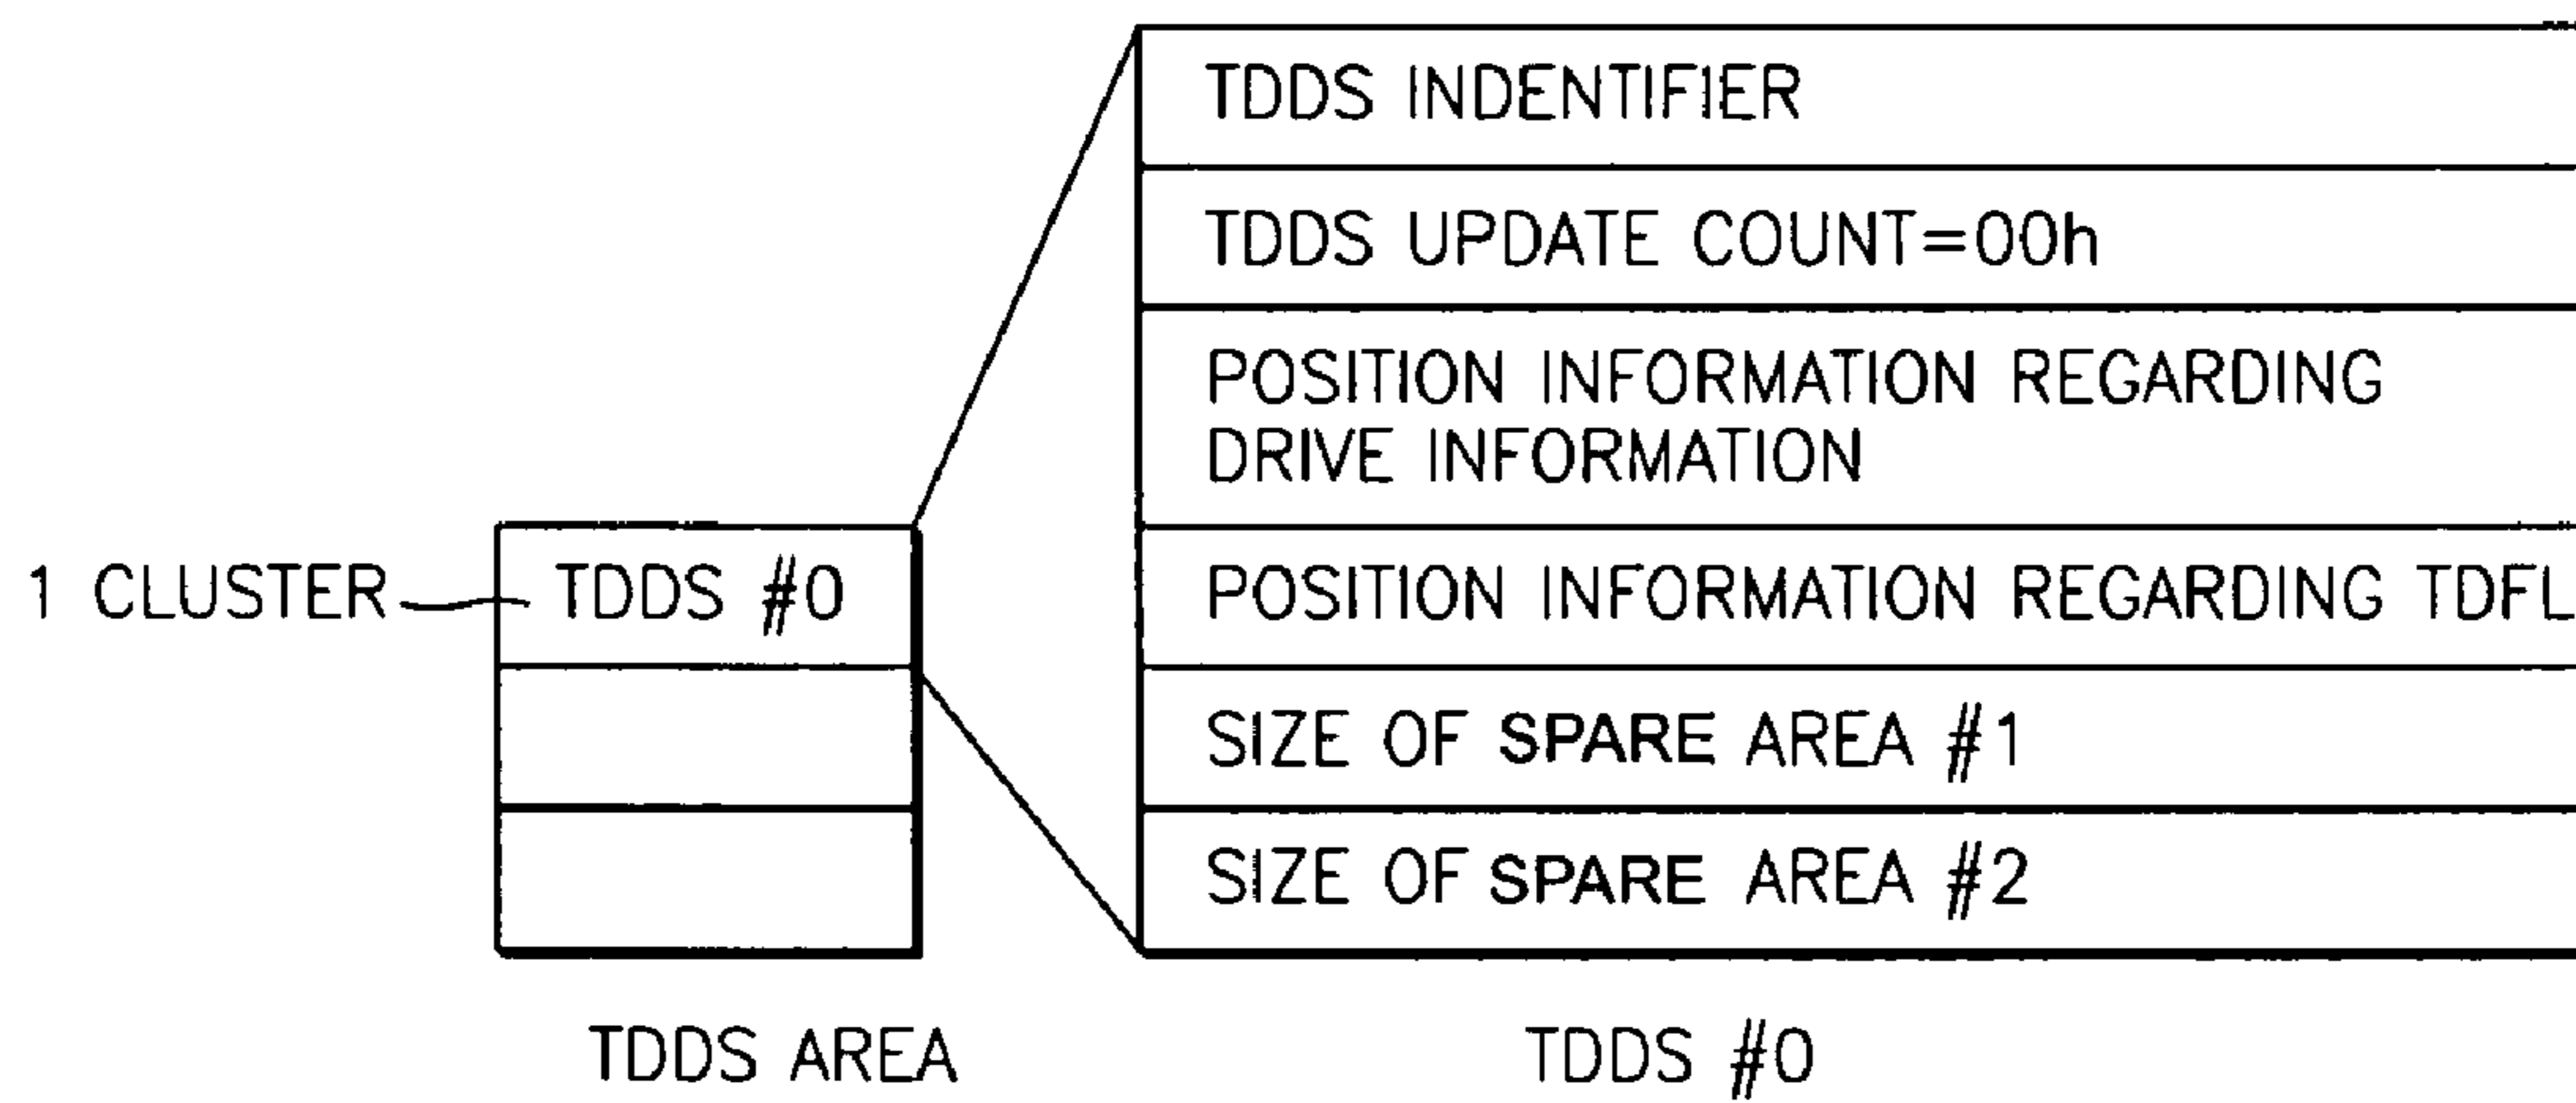 TDDS INDENTIFIER
TDDS UPDATE COUNT=00h
POSITION INFORMATION REGARDING
DRIVE INFORMATION
1 CLUSTER
TDDS #0
POSITION INFORMATION REGARDING TDFL
SIZE OF SPARE AREA #1
SIZE OF SPARE AREA #2
TDDS AREA
TDDS #0